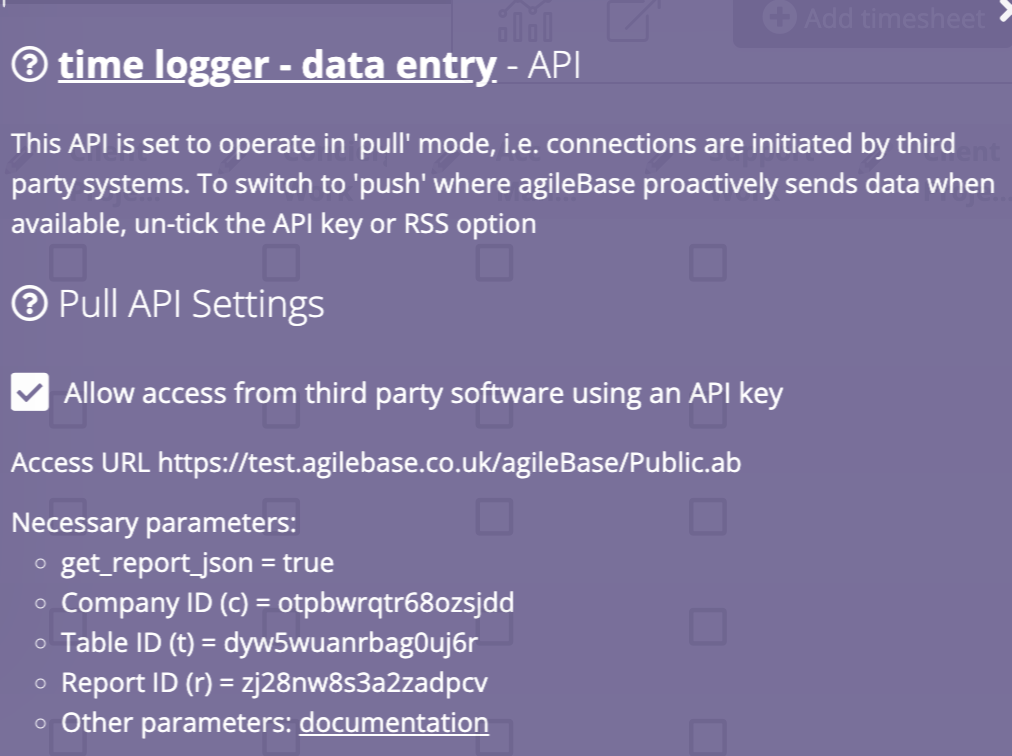 Add timesheet
time logger - data entry - API
This API is set to operate in 'pull' mode, i.e. connections are initiated by third
party systems. To switch to 'push' where agileBase proactively sends data when
available, un-tick the API key or RSS option
Pull API Settings
Allow access from third party software using an API key
Access URL https://test.agilebase.co.uk/agileBase/Public.ab
Necessary parameters:
get_report_json = true
Company ID (c) = otpbwrqtr68ozsjdd
Table ID (t) = dyw5wuanrbag0uj6r
Report ID (r) = zj28nw8s3a2zadpcv
Other parameters: documentation